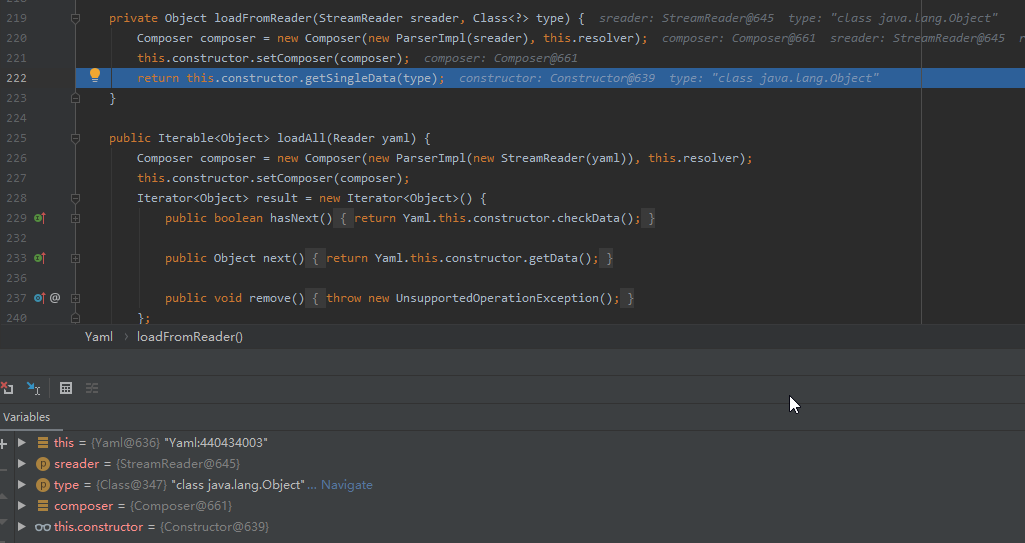 219 private Object loadFromReader(StreamReader sreader, Class<?> type) { sreader: StreamReader@645 type: "class java.lang.Object"
220 Composer composer = new Composer(new ParserImpl(sreader), this.resolver); composer: Composer@661 sreader: StreamReader@645
221 this.constructor.setComposer(composer); composer: Composer@661
222 return this.constructor.getSingleData(type); constructor: Constructor@639 type: "class java.lang.Object"
223 }
224
225 public Iterable<Object> loadAll(Reader yaml) {
226 Composer composer = new Composer(new ParserImpl(new StreamReader(yaml)), this.resolver);
227 this.constructor.setComposer(composer);
228 Iterator<Object> result = new Iterator<Object>() {
229 public boolean hasNext() { return Yaml.this.constructor.checkData(); }
232
233 public Object next() { return Yaml.this.constructor.getData(); }
236
237 @ public void remove() { throw new UnsupportedOperationException(); }
240 };
Yaml › loadFromReader()
Variables
this = {Yaml@636} "Yaml:440434003"
sreader = {StreamReader@645}
type = {Class@347} "class java.lang.Object"... Navigate
composer = {Composer@661}
this.constructor = {Constructor@639}